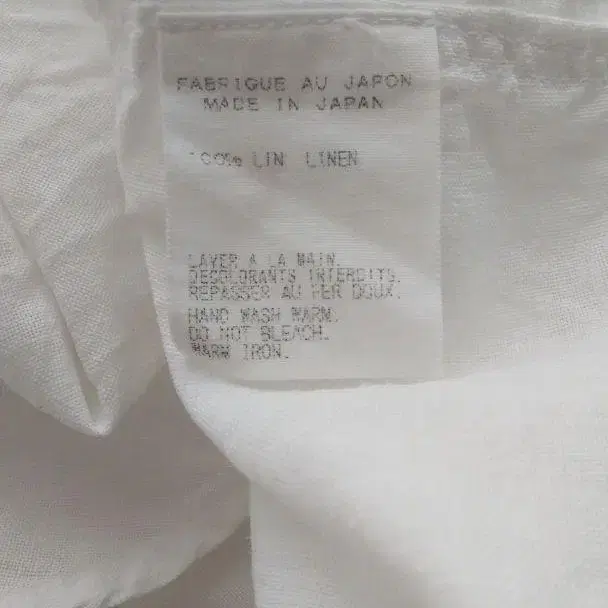 FABRIQUE AU JAPON
MADE IN JAPAN
100% LIN LINEN
LAVER A LA MAIN.
DECOLORANTS INTERDITS.
REPASSER AU FER DOUX.
HAND WASH WARM.
DO NOT BLEACH.
WARM IRON.